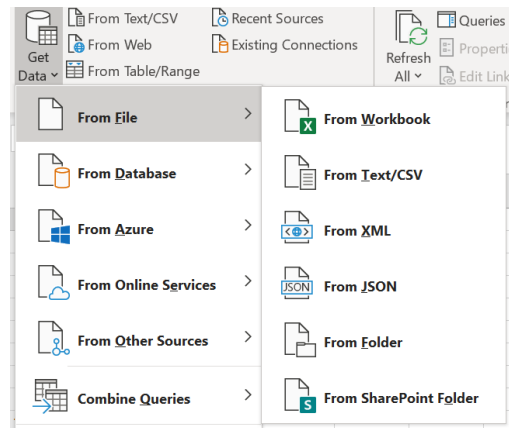 Get
Data
From Text/CSV
From Web
From Table/Range
Recent Sources
Existing Connections
Refresh
All
Queries
Edit Link
From File
From Database
From Azure
From Online Services
From Other Sources
Combine Queries
X
From Workbook
From Text/CSV
From XML
JSON
From JSON
From Folder
S
From SharePoint Folder